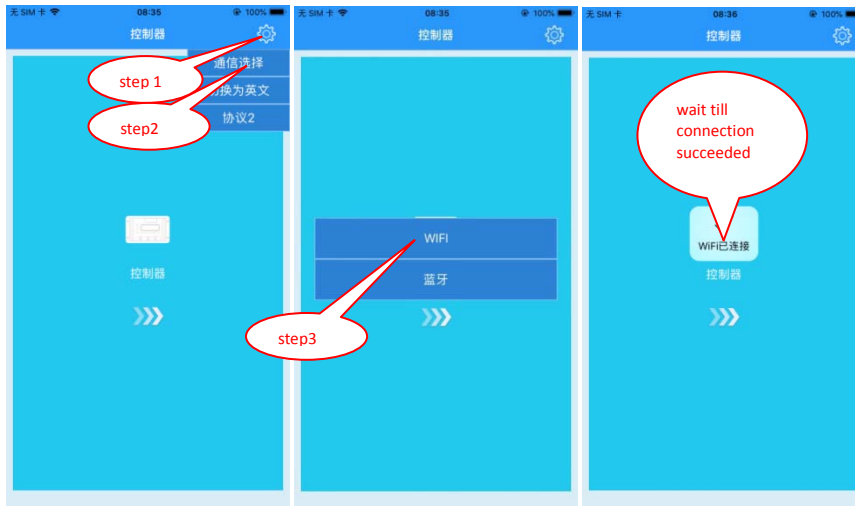 无 SIM 卡
08:35
100%
控制器
通信选择
切换为英文
协议2
step 1
step2
控制器
无 SIM 卡
08:35
100%
控制器
WIFI
蓝牙
step3
无 SIM 卡
08:36
100%
控制器
wait till
connection
succeeded
WiFi已连接
控制器